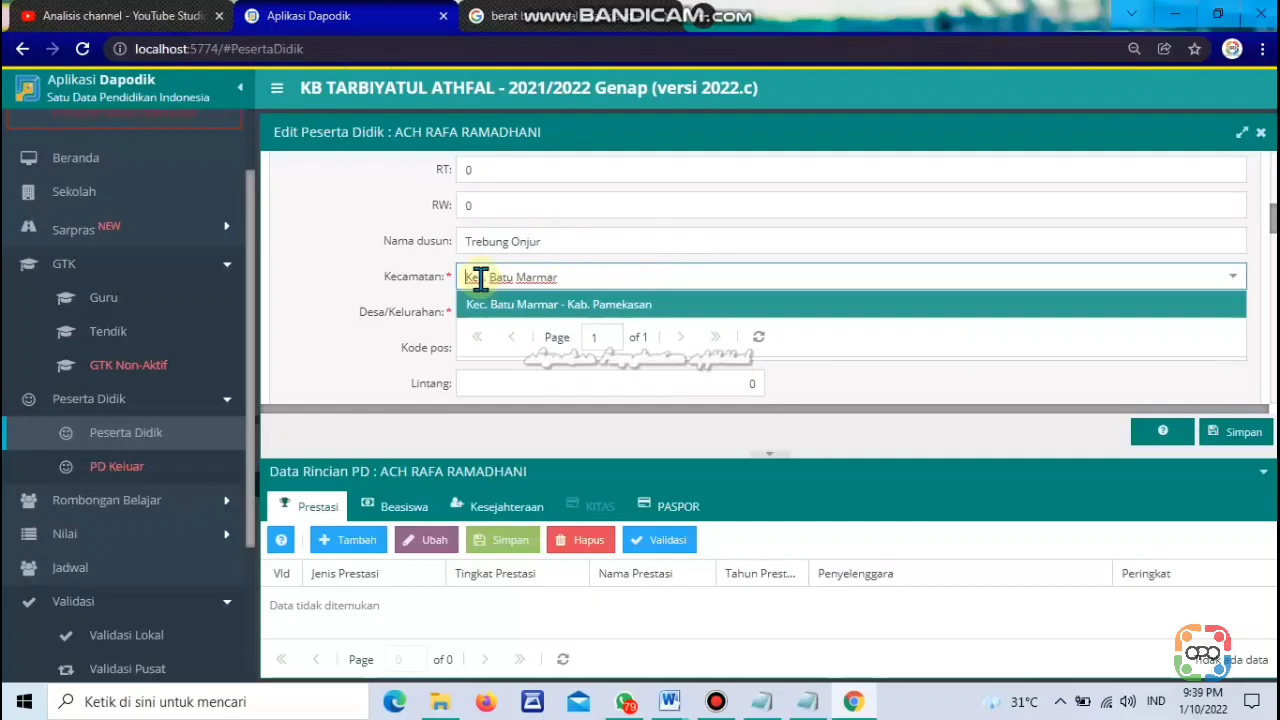 Analisis channel - YouTube Studi
Aplikasi Dapodik
berat b
www.BANDICAM.com
localhost:5774/#PesertaDidik
Aplikasi Dapodik
Satu Data Pendidikan Indonesia
KB TARBIYATUL ATHFAL - 2021/2022 Genap (versi 2022.c)
Edit Peserta Didik : ACH RAFA RAMADHANI
Beranda
Sekolah
Sarpras NEW
GTK
Guru
Tendik
GTK Non-Aktif
Peserta Didik
Peserta Didik
PD Keluar
Rombongan Belajar
Nilai
Jadwal
Validasi
Validasi Lokal
Validasi Pusat
RT: 0
RW: 0
Nama dusun: Trebung Onjur
Kecamatan:* Kec. Batu Marmar
Kec. Batu Marmar - Kab. Pamekasan
Desa/Kelurahan:*
Page 1 of 1
Kode pos:
Lintang: 0
? Simpan
Data Rincian PD : ACH RAFA RAMADHANI
Prestasi Beasiswa Kesejahteraan KITAS PASPOR
? Tambah Ubah Simpan Hapus Validasi
Vld Jenis Prestasi Tingkat Prestasi Nama Prestasi Tahun Prest... Penyelenggara Peringkat
Data tidak ditemukan
Page 0 of 0
ada data
OPO
Ketik di sini untuk mencari
79
31°C
IND
9:39 PM
1/10/2022